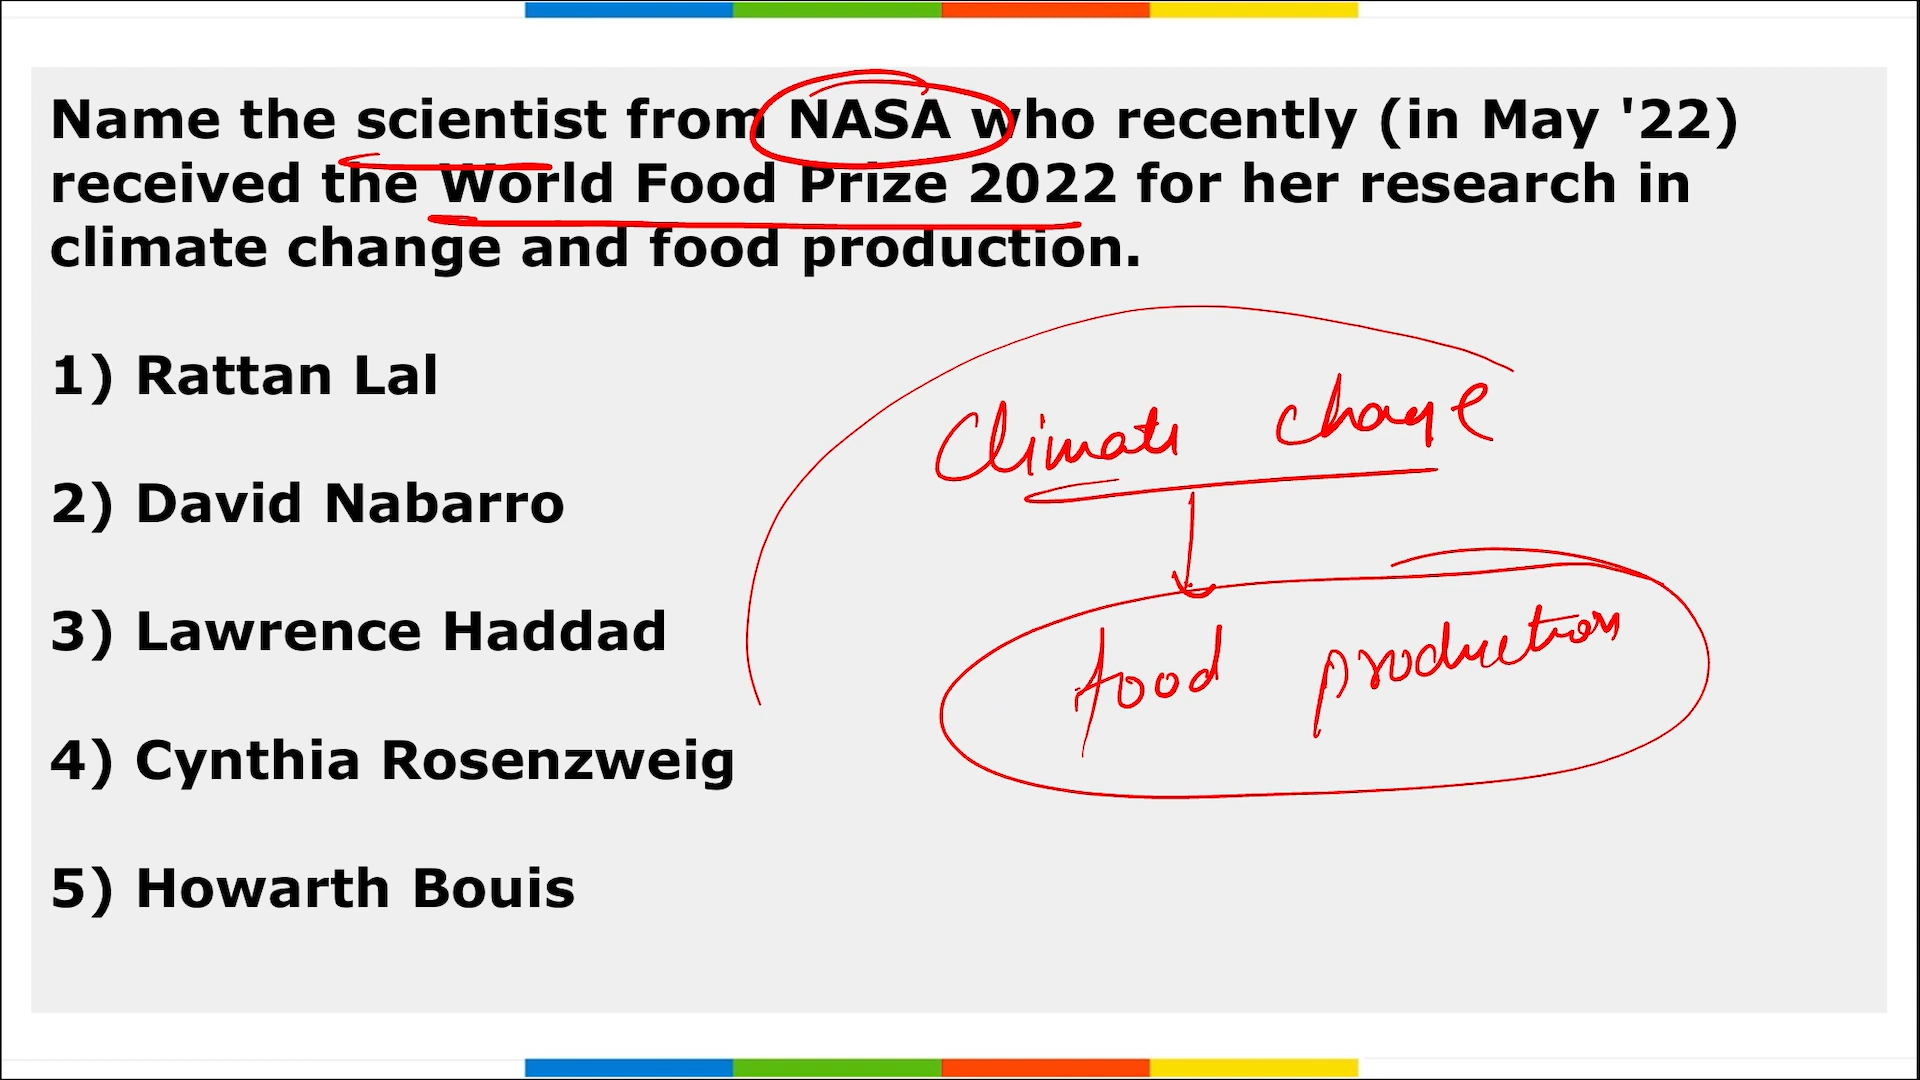 Name the scientist from NASA who recently (in May '22)
received the World Food Prize 2022 for her research in
climate change and food production.
1) Rattan Lal
2) David Nabarro
3) Lawrence Haddad
4) Cynthia Rosenzweig
5) Howarth Bouis
Climate change
food production